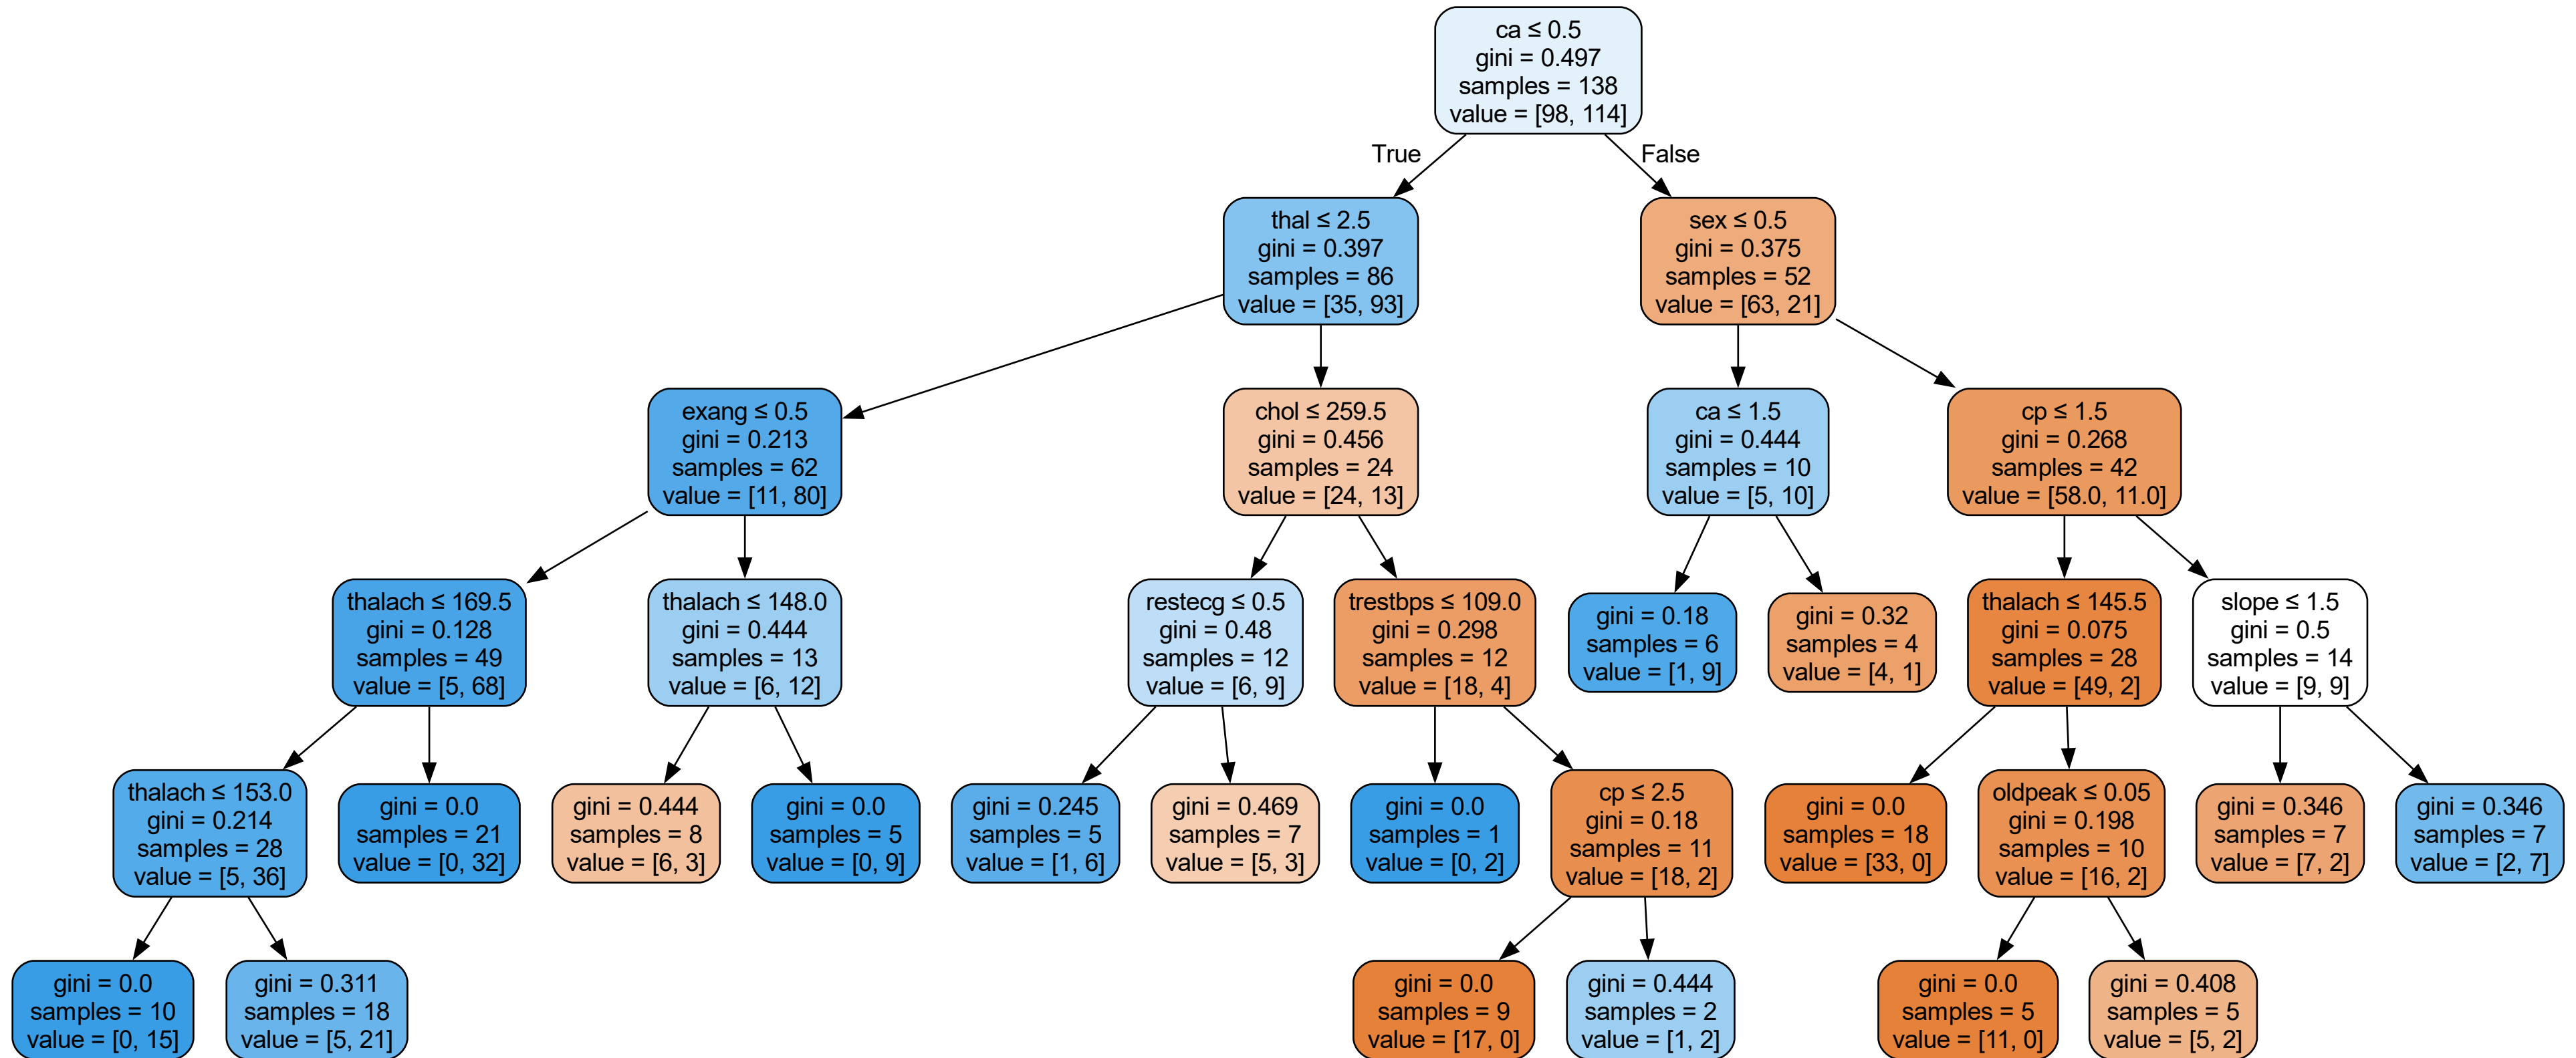 ca ≤ 0.5
gini = 0.497
samples = 138
value = [98, 114]
True
False
thal ≤ 2.5
gini = 0.397
samples = 86
value = [35, 93]
sex ≤ 0.5
gini = 0.375
samples = 52
value = [63, 21]
exang ≤ 0.5
gini = 0.213
samples = 62
value = [11, 80]
chol ≤ 259.5
gini = 0.456
samples = 24
value = [24, 13]
ca ≤ 1.5
gini = 0.444
samples = 10
value = [5, 10]
cp ≤ 1.5
gini = 0.268
samples = 42
value = [58.0, 11.0]
thalach ≤ 169.5
gini = 0.128
samples = 49
value = [5, 68]
thalach ≤ 148.0
gini = 0.444
samples = 13
value = [6, 12]
restecg ≤ 0.5
gini = 0.48
samples = 12
value = [6, 9]
trestbps ≤ 109.0
gini = 0.298
samples = 12
value = [18, 4]
gini = 0.18
samples = 6
value = [1, 9]
gini = 0.32
samples = 4
value = [4, 1]
thalach ≤ 145.5
gini = 0.075
samples = 28
value = [49, 2]
slope ≤ 1.5
gini = 0.5
samples = 14
value = [9, 9]
thalach ≤ 153.0
gini = 0.214
samples = 28
value = [5, 36]
gini = 0.0
samples = 21
value = [0, 32]
gini = 0.444
samples = 8
value = [6, 3]
gini = 0.0
samples = 5
value = [0, 9]
gini = 0.245
samples = 5
value = [1, 6]
gini = 0.469
samples = 7
value = [5, 3]
gini = 0.0
samples = 1
value = [0, 2]
cp ≤ 2.5
gini = 0.18
samples = 11
value = [18, 2]
gini = 0.0
samples = 18
value = [33, 0]
oldpeak ≤ 0.05
gini = 0.198
samples = 10
value = [16, 2]
gini = 0.346
samples = 7
value = [7, 2]
gini = 0.346
samples = 7
value = [2, 7]
gini = 0.0
samples = 10
value = [0, 15]
gini = 0.311
samples = 18
value = [5, 21]
gini = 0.0
samples = 9
value = [17, 0]
gini = 0.444
samples = 2
value = [1, 2]
gini = 0.0
samples = 5
value = [11, 0]
gini = 0.408
samples = 5
value = [5, 2]